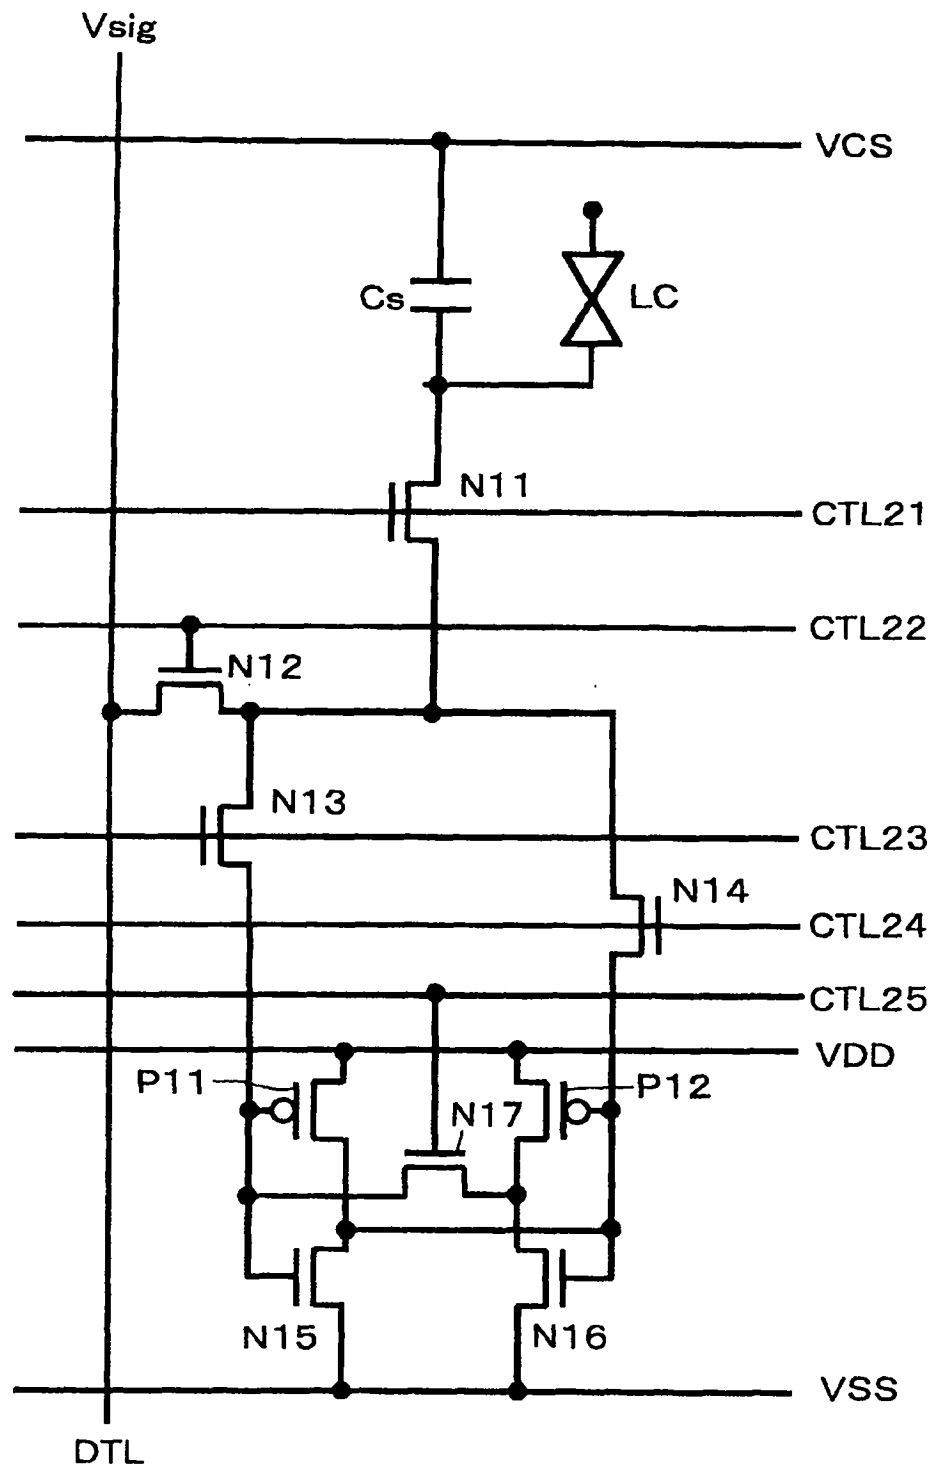 Vsig
VCS
Cs
LC
N11
CTL21
CTL22
N12
N13
CTL23
N14
CTL24
CTL25
VDD
P11
P12
N17
N15
N16
VSS
DTL